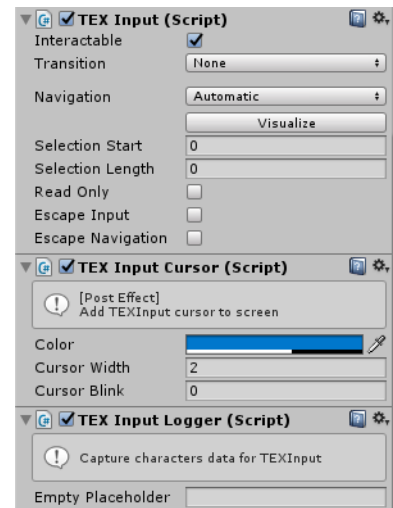 TEX Input (Script)
Interactable
Transition None
Navigation Automatic
Visualize
Selection Start 0
Selection Length 0
Read Only
Escape Input
Escape Navigation
TEX Input Cursor (Script)
[Post Effect]
Add TEXInput cursor to screen
Color
Cursor Width 2
Cursor Blink 0
TEX Input Logger (Script)
Capture characters data for TEXInput
Empty Placeholder